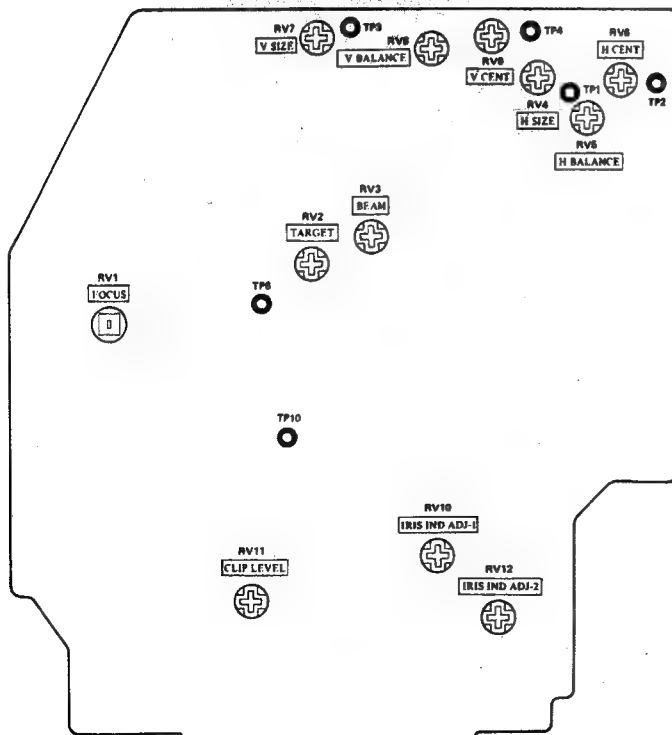 RV7
V SIZE
TP3
RV8
V BALANCE
TP4
RV9
V CENT
RV6
H CENT
TP1
TP2
RV4
H SIZE
RV5
H BALANCE
RV3
BEAM
RV2
TARGET
RV1
FOCUS
TP6
TP10
RV10
IRIS IND ADJ-1
RV11
CLIP LEVEL
RV12
IRIS IND ADJ-2